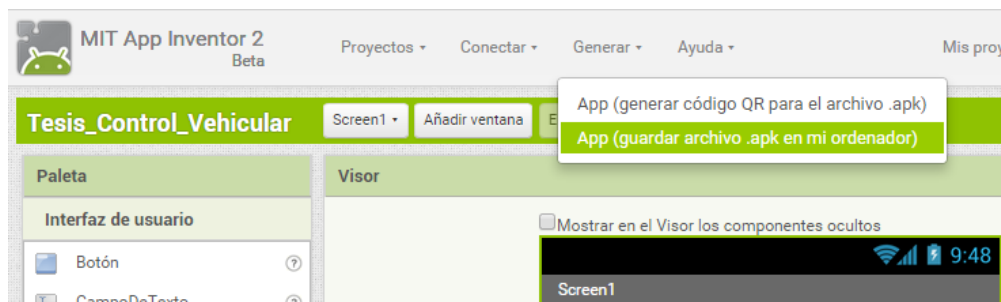 MIT App Inventor 2
Beta
Proyectos Conectar Generar Ayuda Mis proy
App (generar código QR para el archivo .apk)
App (guardar archivo .apk en mi ordenador)
Tesis_Control_Vehicular Screen1 Añadir ventana E
Paleta Visor
Interfaz de usuario
Mostrar en el Visor los componentes ocultos
Botón ?
9:48
CampoDeTexto
Screen1